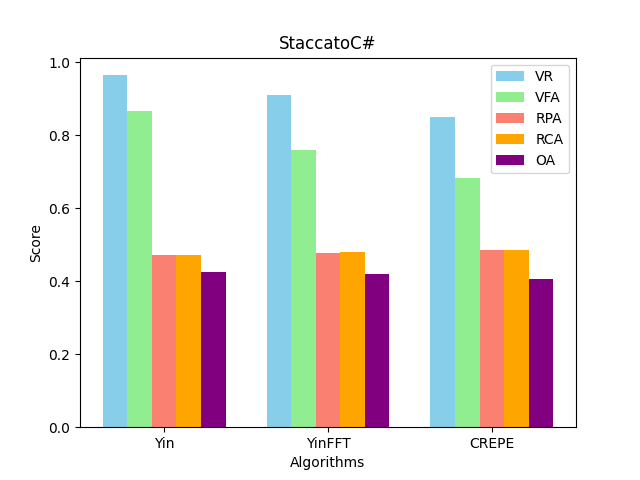 StaccatoC#
1.0
0.8
0.6
0.4
0.2
0.0
Score
VR
VFA
RPA
RCA
OA
Yin
YinFFT
CREPE
Algorithms